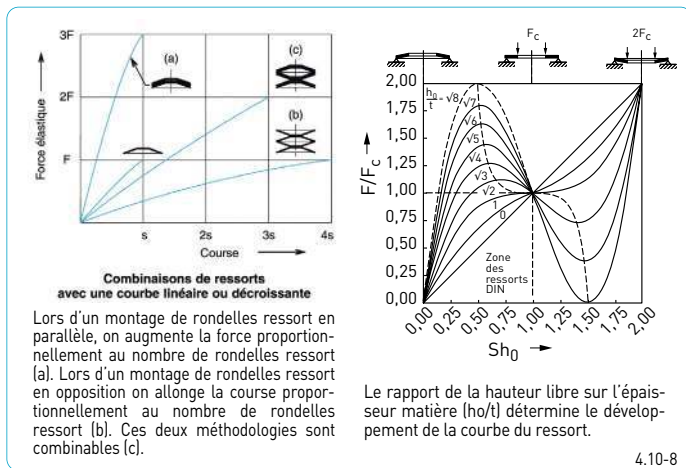 3F
2F
F
Force élastique
(a)
(c)
(b)
s
2s
3s
4s
Course
Combinaisons de ressorts
avec une courbe linéaire ou décroissante
Lors d'un montage de rondelles ressort en
parallèle, on augmente la force proportion-
nellement au nombre de rondelles ressort
(a). Lors d'un montage de rondelles ressort
en opposition on allonge la course propor-
tionnellement au nombre de rondelles
ressort (b). Ces deux méthodologies sont
combinables (c).
FC
2FC
2,00
1,75
1,50
1,25
1,00
0,75
0,50
0,25
0,00
F/FC
h0/t - √8
√7
√6
√5
√4
√3
√2
1
0
Zone
des
ressorts
DIN
0,00
0,25
0,50
0,75
1,00
1,25
1,50
1,75
2,00
Sh0
Le rapport de la hauteur libre sur l'épais-
seur matière (ho/t) détermine le dévelop-
pement de la courbe du ressort.
4.10-8